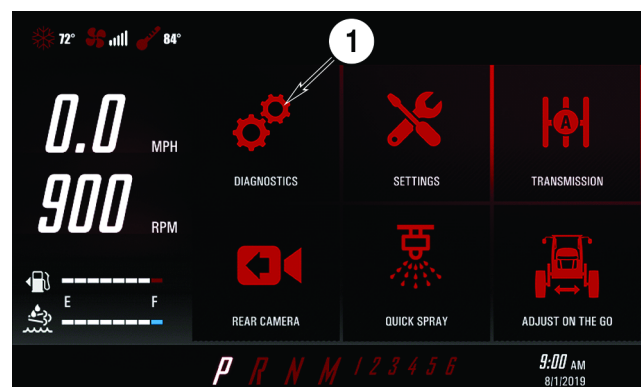 72° 84°
1
0.0 MPH
900 RPM
E F
DIAGNOSTICS SETTINGS TRANSMISSION
A
REAR CAMERA QUICK SPRAY ADJUST ON THE GO
P R N M 1 2 3 4 5 6
9:00 AM
8/1/2019